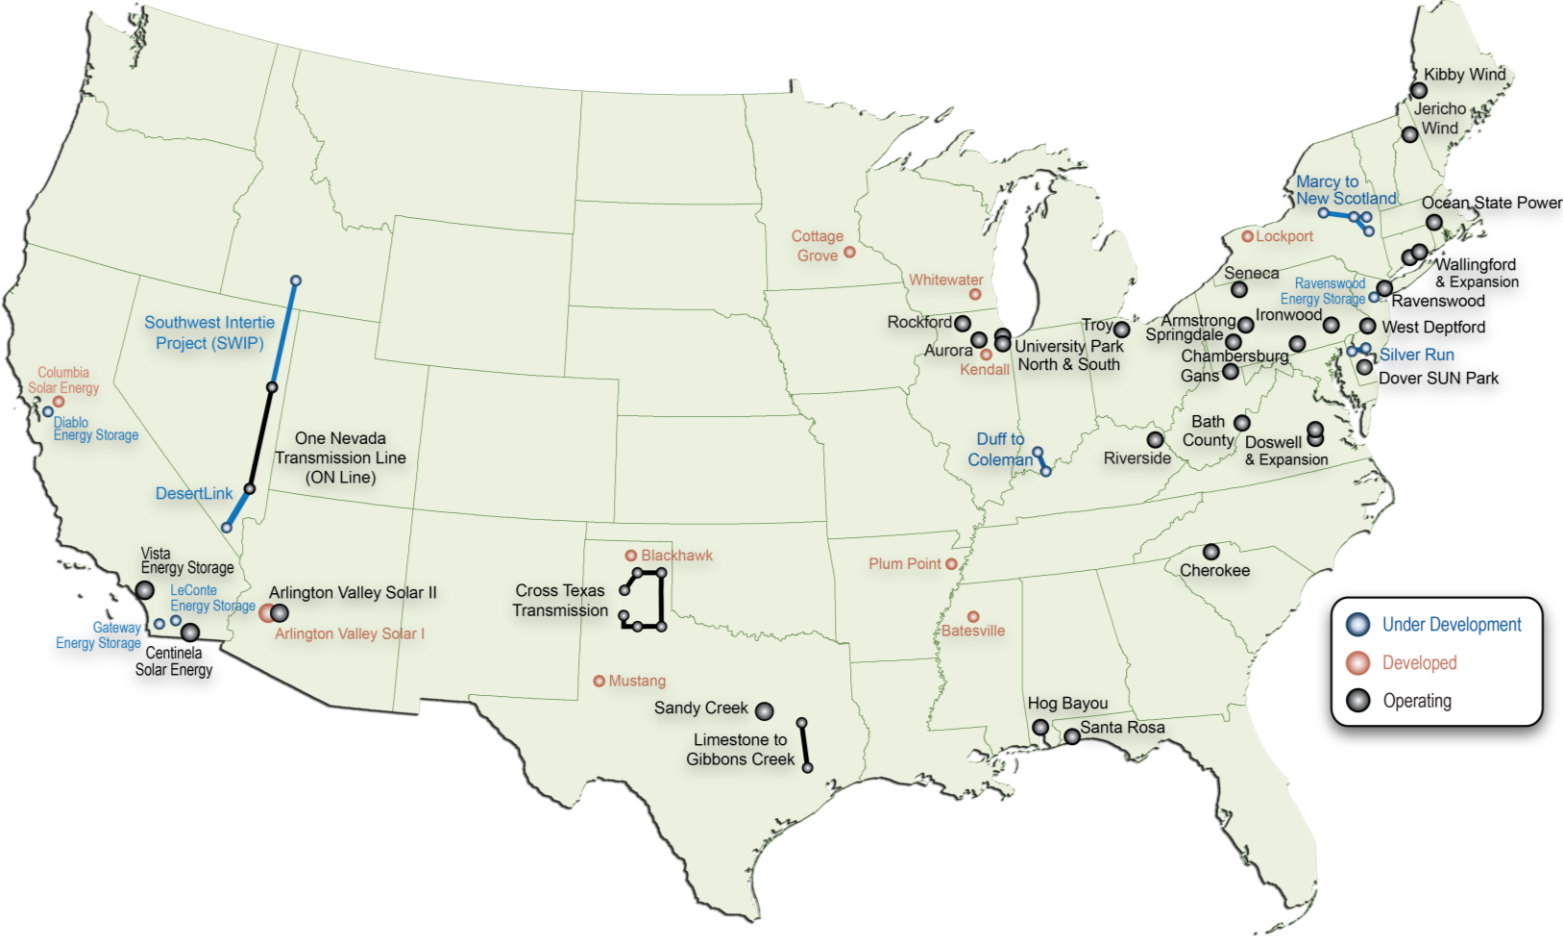 Kibby Wind
Jericho
Wind
Marcy to
New Scotland
Ocean State Power
Lockport
Wallingford
& Expansion
Seneca
Ravenswood
Energy Storage
Ravenswood
Cottage
Grove
Whitewater
Rockford
Aurora
University Park
North & South
Kendall
Troy
Armstrong
Springdale
Ironwood
West Deptford
Chambersburg
Gans
Silver Run
Dover SUN Park
Southwest Intertie
Project (SWIP)
Columbia
Solar Energy
Diablo
Energy Storage
One Nevada
Transmission Line
(ON Line)
DesertLink
Duff to
Coleman
Riverside
Bath
County
Doswell
& Expansion
Vista
Energy Storage
LeConte
Energy Storage
Gateway
Energy Storage
Centinela
Solar Energy
Arlington Valley Solar II
Arlington Valley Solar I
Blackhawk
Cross Texas
Transmission
Plum Point
Batesville
Cherokee
Mustang
Sandy Creek
Limestone to
Gibbons Creek
Hog Bayou
Santa Rosa
Under Development
Developed
Operating